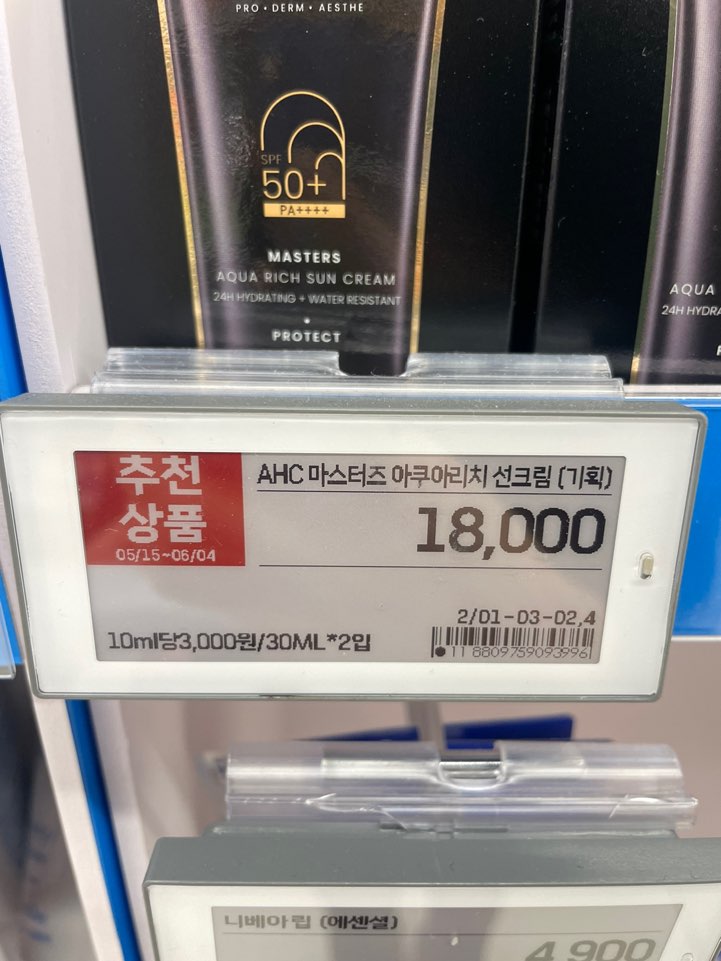 PRO • DERM • AESTHE
SPF
50+
PA++++
MASTERS
AQUA RICH SUN CREAM
24H HYDRATING + WATER RESISTANT
•
PROTECT
AQUA
24H HYDRA
추천
상품
05/15~06/04
AHC 마스터즈 아쿠아리치 선크림 (기획)
18,000
10ml당3,000원/30ML*2입
2/01-03-02,4
11 8809759093996
니베아 립 (에센셜)
4,900